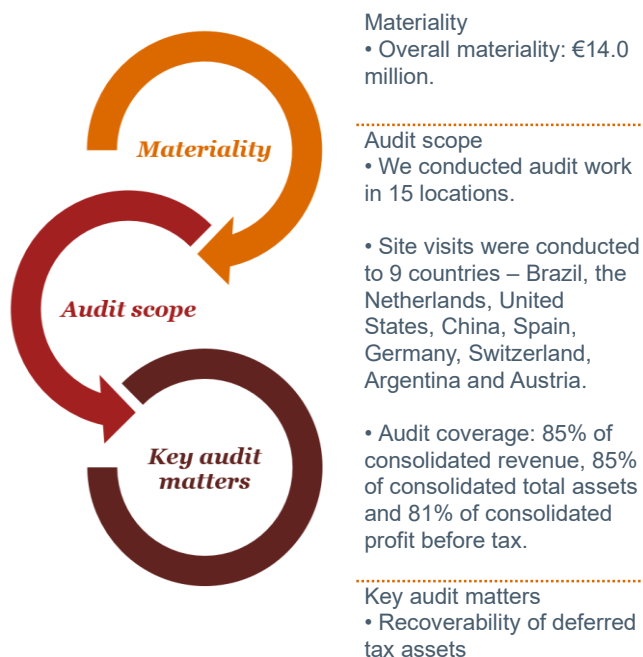 Materiality
• Overall materiality: €14.0
million.
Materiality
Audit scope
• We conducted audit work
in 15 locations.
• Site visits were conducted
to 9 countries – Brazil, the
Netherlands, United
States, China, Spain,
Germany, Switzerland,
Argentina and Austria.
Audit scope
• Audit coverage: 85% of
consolidated revenue, 85%
of consolidated total assets
and 81% of consolidated
profit before tax.
Key audit
matters
Key audit matters
• Recoverability of deferred
tax assets